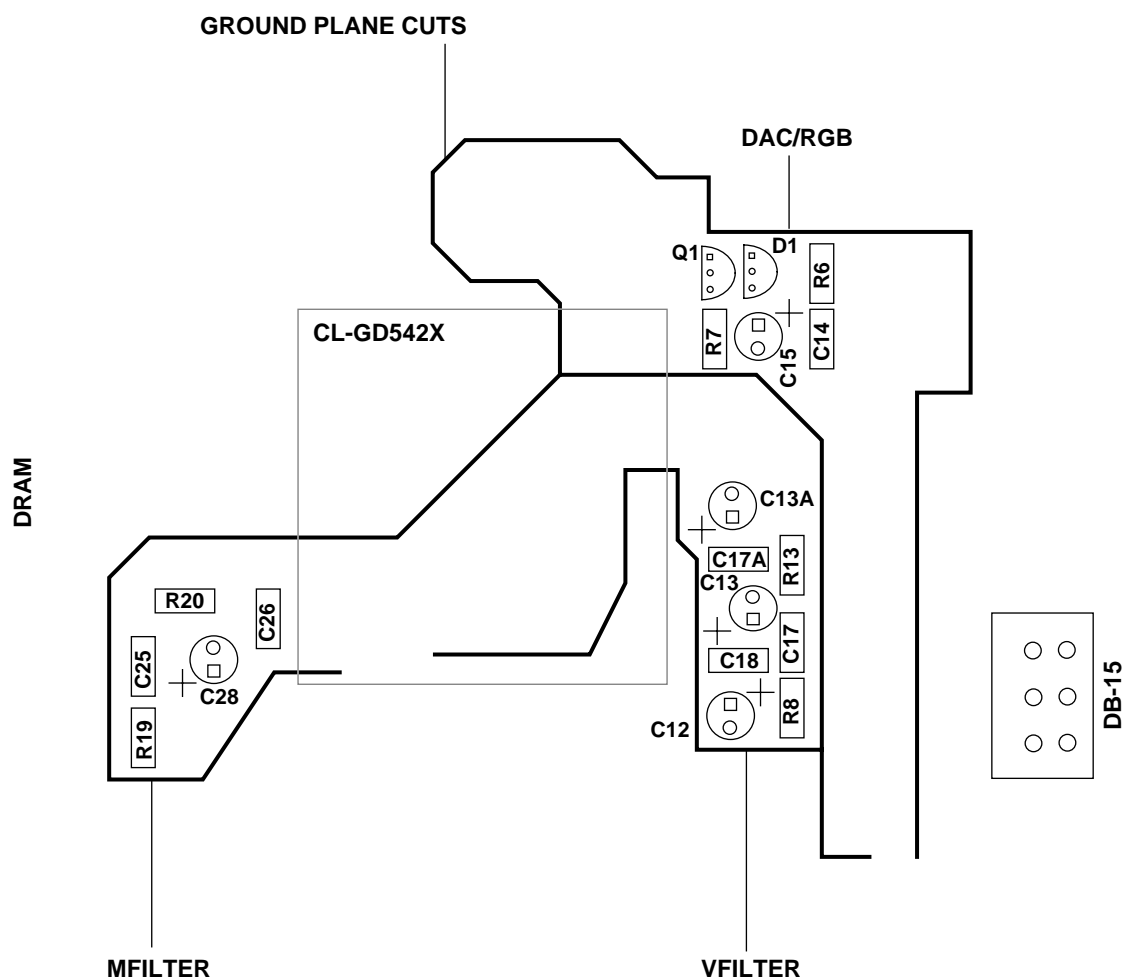 GROUND PLANE CUTS
DAC/RGB
Q1
D1
R6
CL-GD542X
R7
C15
C14
DRAM
C13A
C17A
R13
C13
R20
C26
C17
C25
C18
C28
R19
C12
R8
DB-15
MFILTER
VFILTER